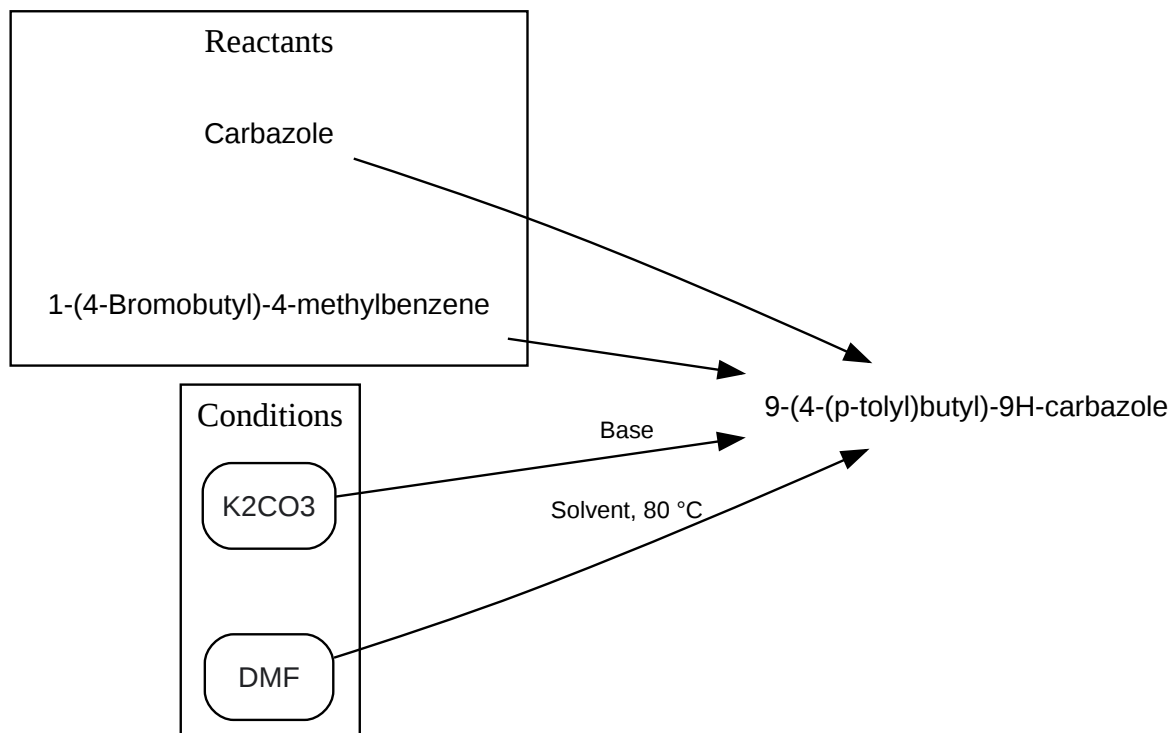 Reactants
Carbazole
1-(4-Bromobutyl)-4-methylbenzene
9-(4-(p-tolyl)butyl)-9H-carbazole
Conditions
Base
K2CO3
Solvent, 80 °C
DMF